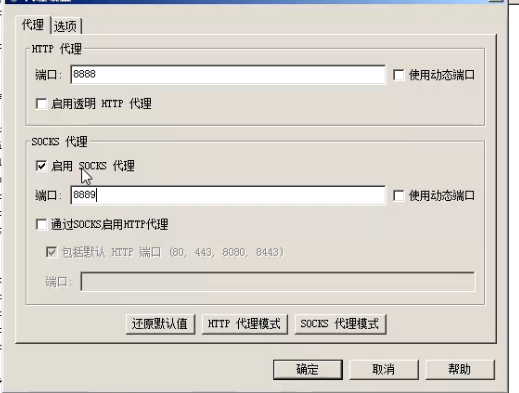 代理 选项
HTTP 代理
端口: 8888 使用动态端口
启用透明 HTTP 代理
SOCKS 代理
启用 SOCKS 代理
端口: 8889 使用动态端口
通过SOCKS启用HTTP代理
包括默认 HTTP 端口 (80, 443, 8080, 8443)
端口:
还原默认值 HTTP 代理模式 SOCKS 代理模式
确定 取消 帮助